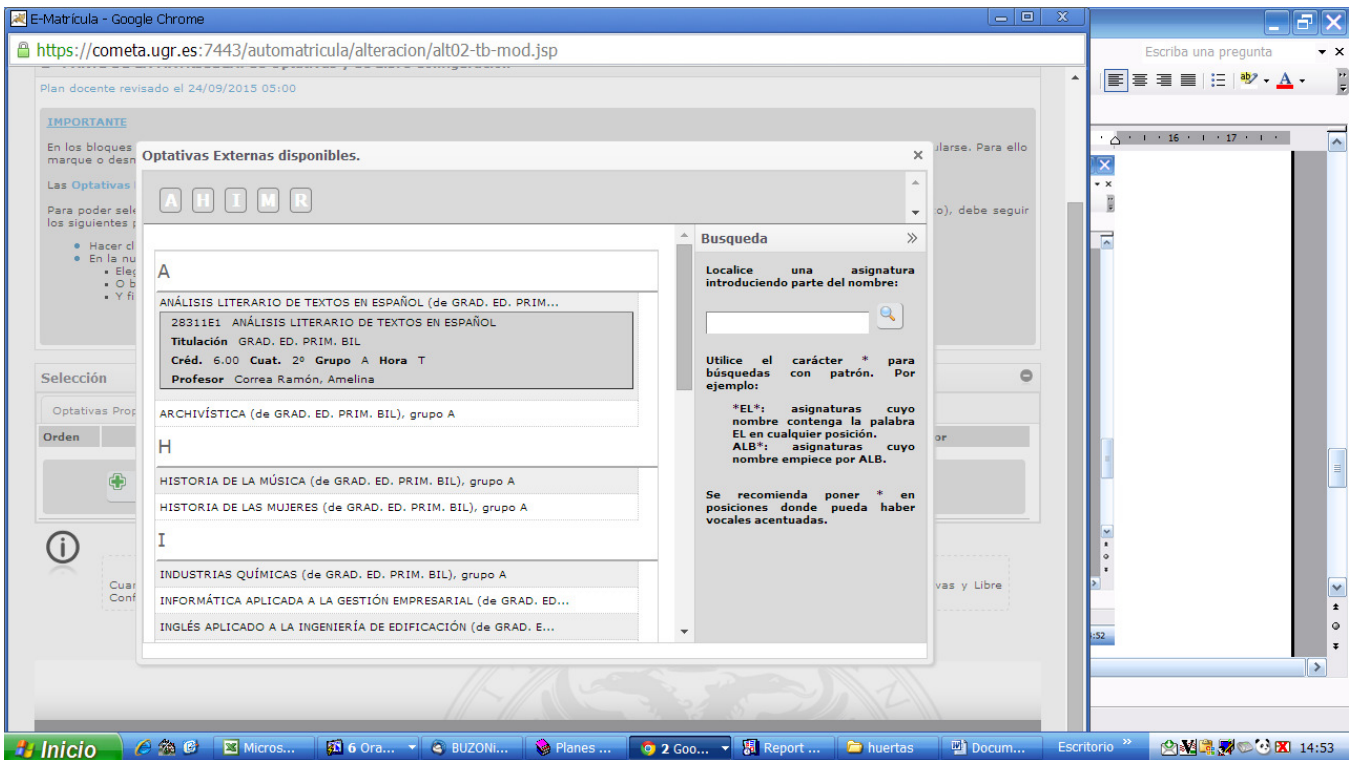 E-Matrícula - Google Chrome
https://cometa.ugr.es:7443/automatricula/alteracion/alt02-tb-mod.jsp
Escriba una pregunta
Plan docente revisado el 24/09/2015 05:00
IMPORTANTE
En los bloques
ularse. Para ello
marque o desn
Las Optativas
Para poder sele
o), debe seguir
los siguientes p
Hacer cl
En la nu
Eleg
O b
Y fi
16 17
Optativas Externas disponibles.
A H I M R
A
ANÁLISIS LITERARIO DE TEXTOS EN ESPAÑOL (de GRAD. ED. PRIM...
28311E1 ANÁLISIS LITERARIO DE TEXTOS EN ESPAÑOL
Titulación GRAD. ED. PRIM. BIL
Créd. 6.00 Cuat. 2º Grupo A Hora T
Profesor Correa Ramón, Amelina
ARCHIVÍSTICA (de GRAD. ED. PRIM. BIL), grupo A
H
HISTORIA DE LA MÚSICA (de GRAD. ED. PRIM. BIL), grupo A
HISTORIA DE LAS MUJERES (de GRAD. ED. PRIM. BIL), grupo A
I
INDUSTRIAS QUÍMICAS (de GRAD. ED. PRIM. BIL), grupo A
INFORMÁTICA APLICADA A LA GESTIÓN EMPRESARIAL (de GRAD. ED...
INGLÉS APLICADO A LA INGENIERÍA DE EDIFICACIÓN (de GRAD. E...
Busqueda
Localice una asignatura
introduciendo parte del nombre:
Utilice el carácter * para
búsquedas con patrón. Por
ejemplo:
*EL*: asignaturas cuyo
nombre contenga la palabra
EL en cualquier posición.
ALB*: asignaturas cuyo
nombre empiece por ALB.
Se recomienda poner * en
posiciones donde pueda haber
vocales acentuadas.
Selección
Optativas Prop
Orden
or
Cuan
vas y Libre
Conf
:52
Inicio
Micros...
6 Ora...
BUZONi...
Planes ...
2 Goo...
Report ...
huertas
Docum...
Escritorio
14:53